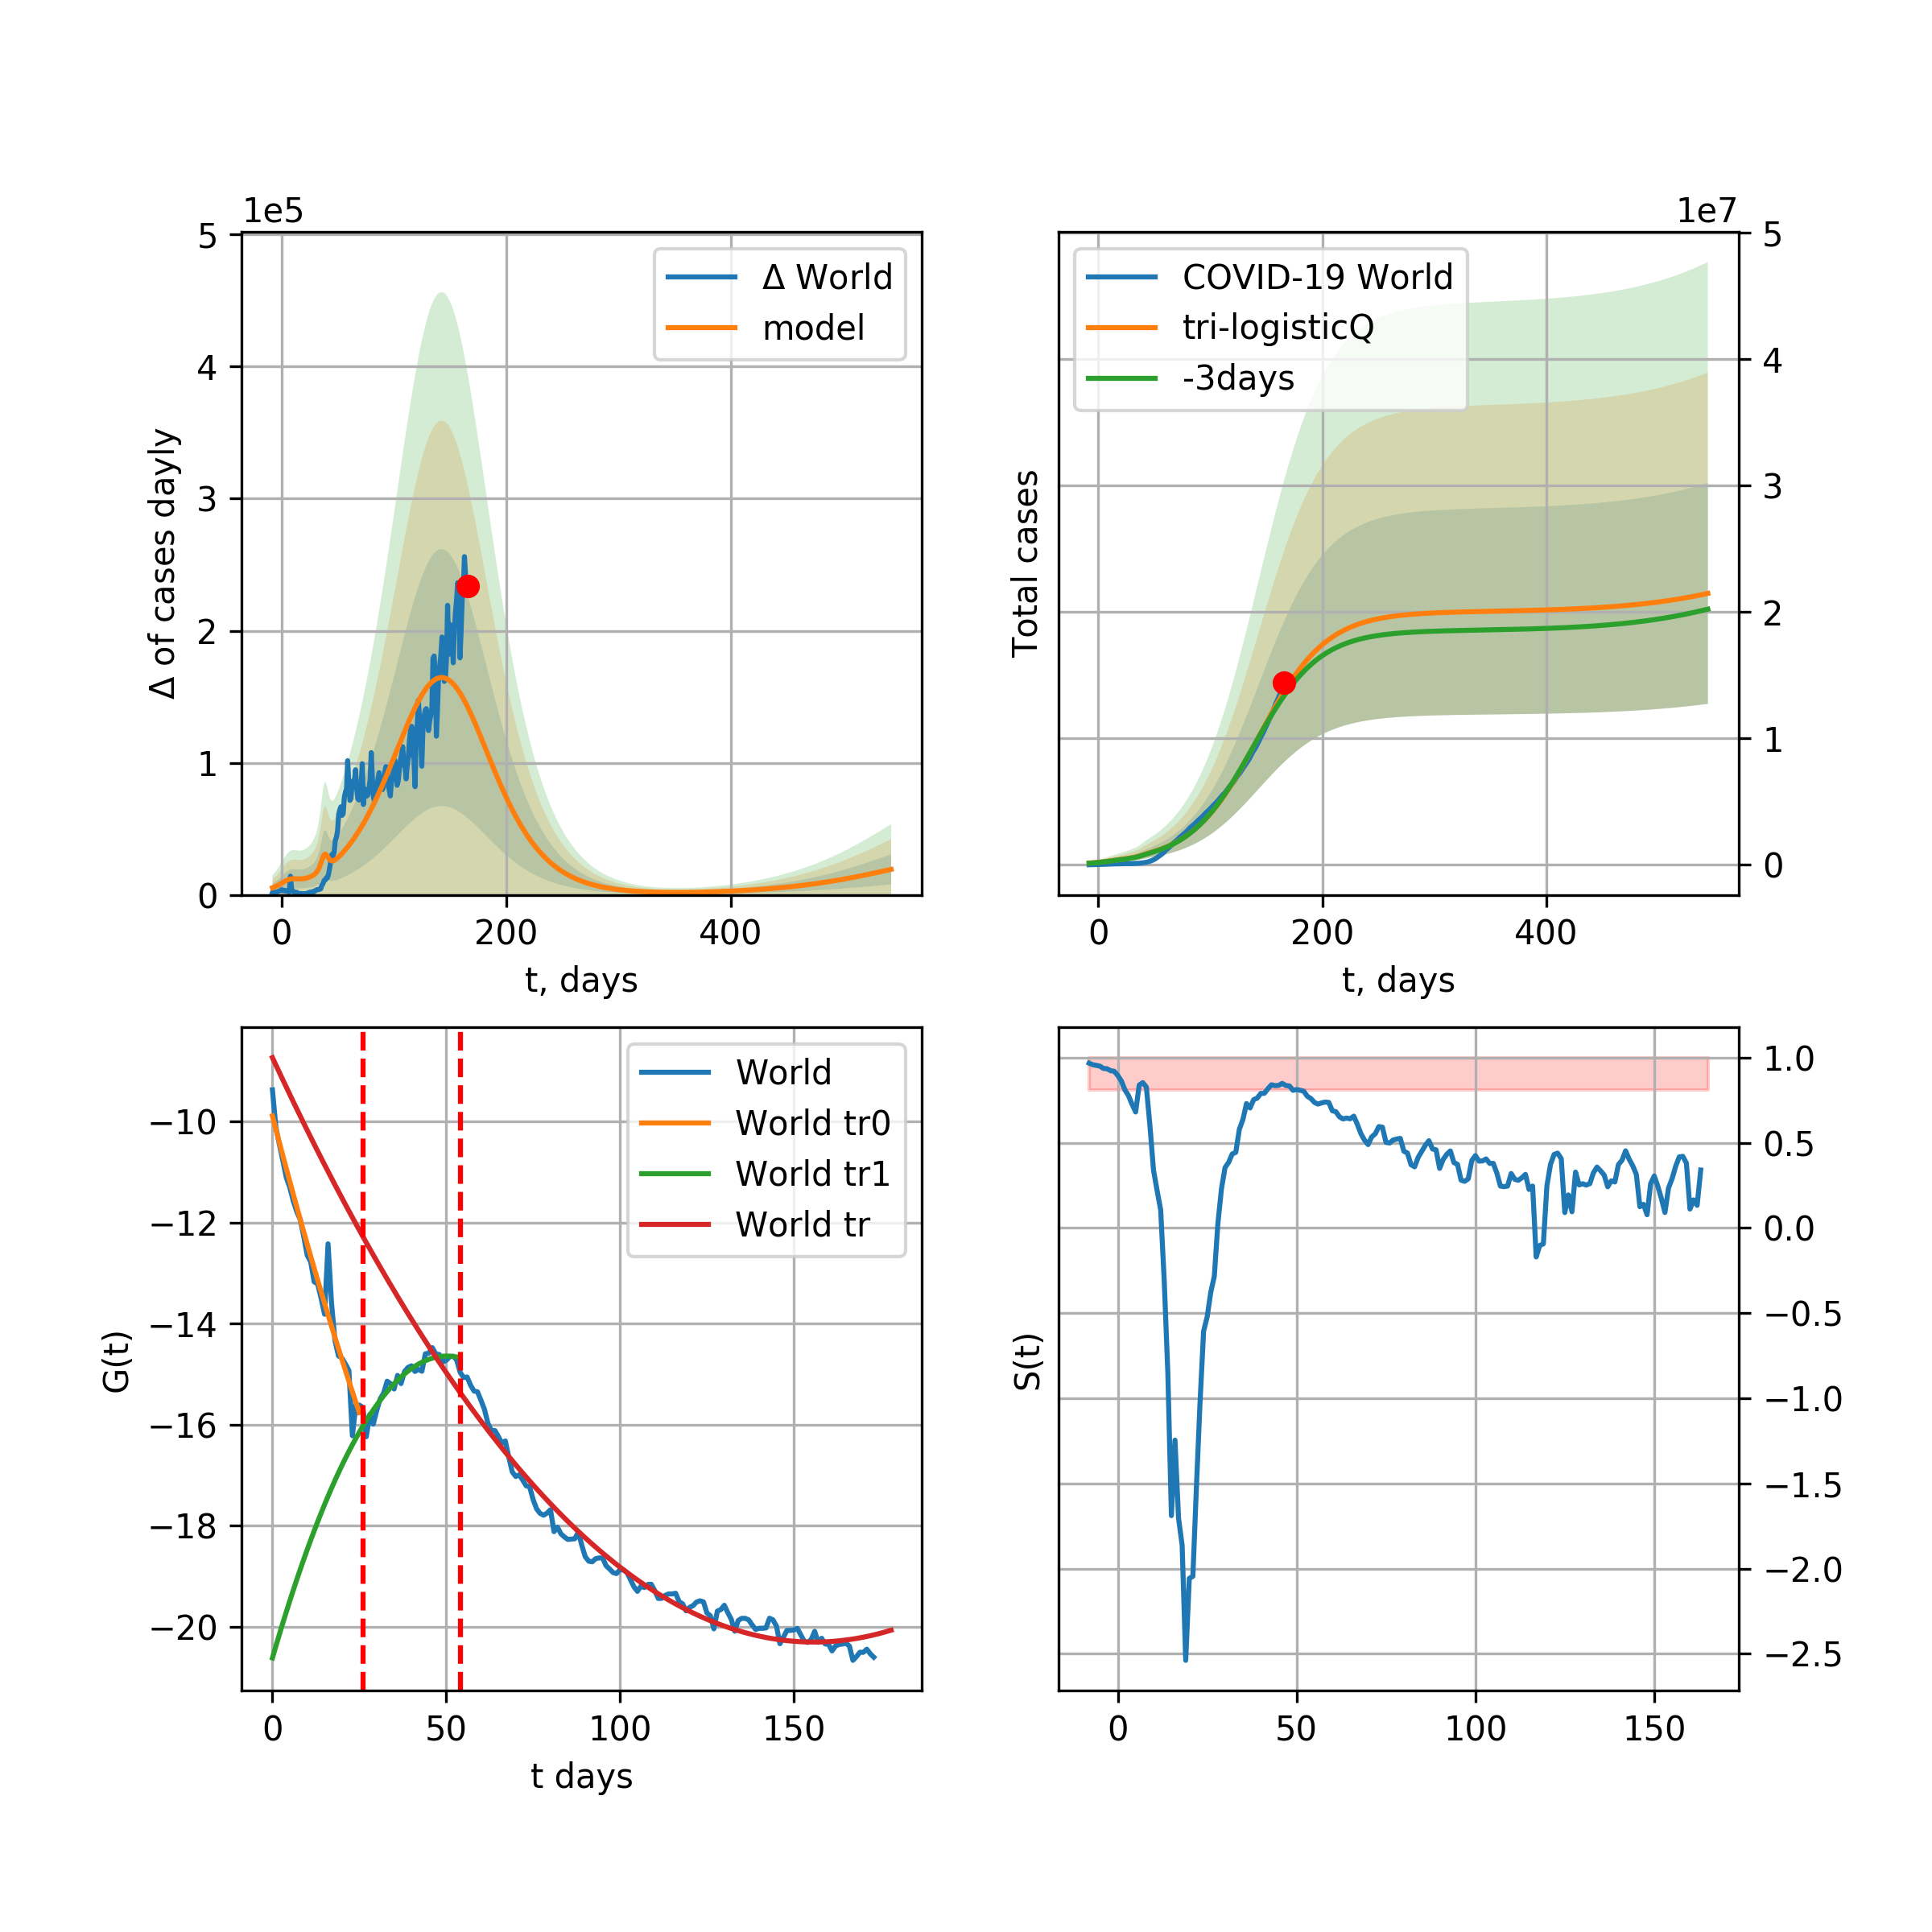 1e5
5
4
3
2
1
0
Δ of cases dayly
0 200 400
t, days
Δ World
model
1e7
5
4
3
2
1
0
Total cases
0 200 400
t, days
COVID-19 World
tri-logisticQ
-3days
−10
−12
−14
−16
−18
−20
G(t)
0 50 100 150
t days
World
World tr0
World tr1
World tr
1.0
0.5
0.0
−0.5
−1.0
−1.5
−2.0
−2.5
S(t)
0 50 100 150